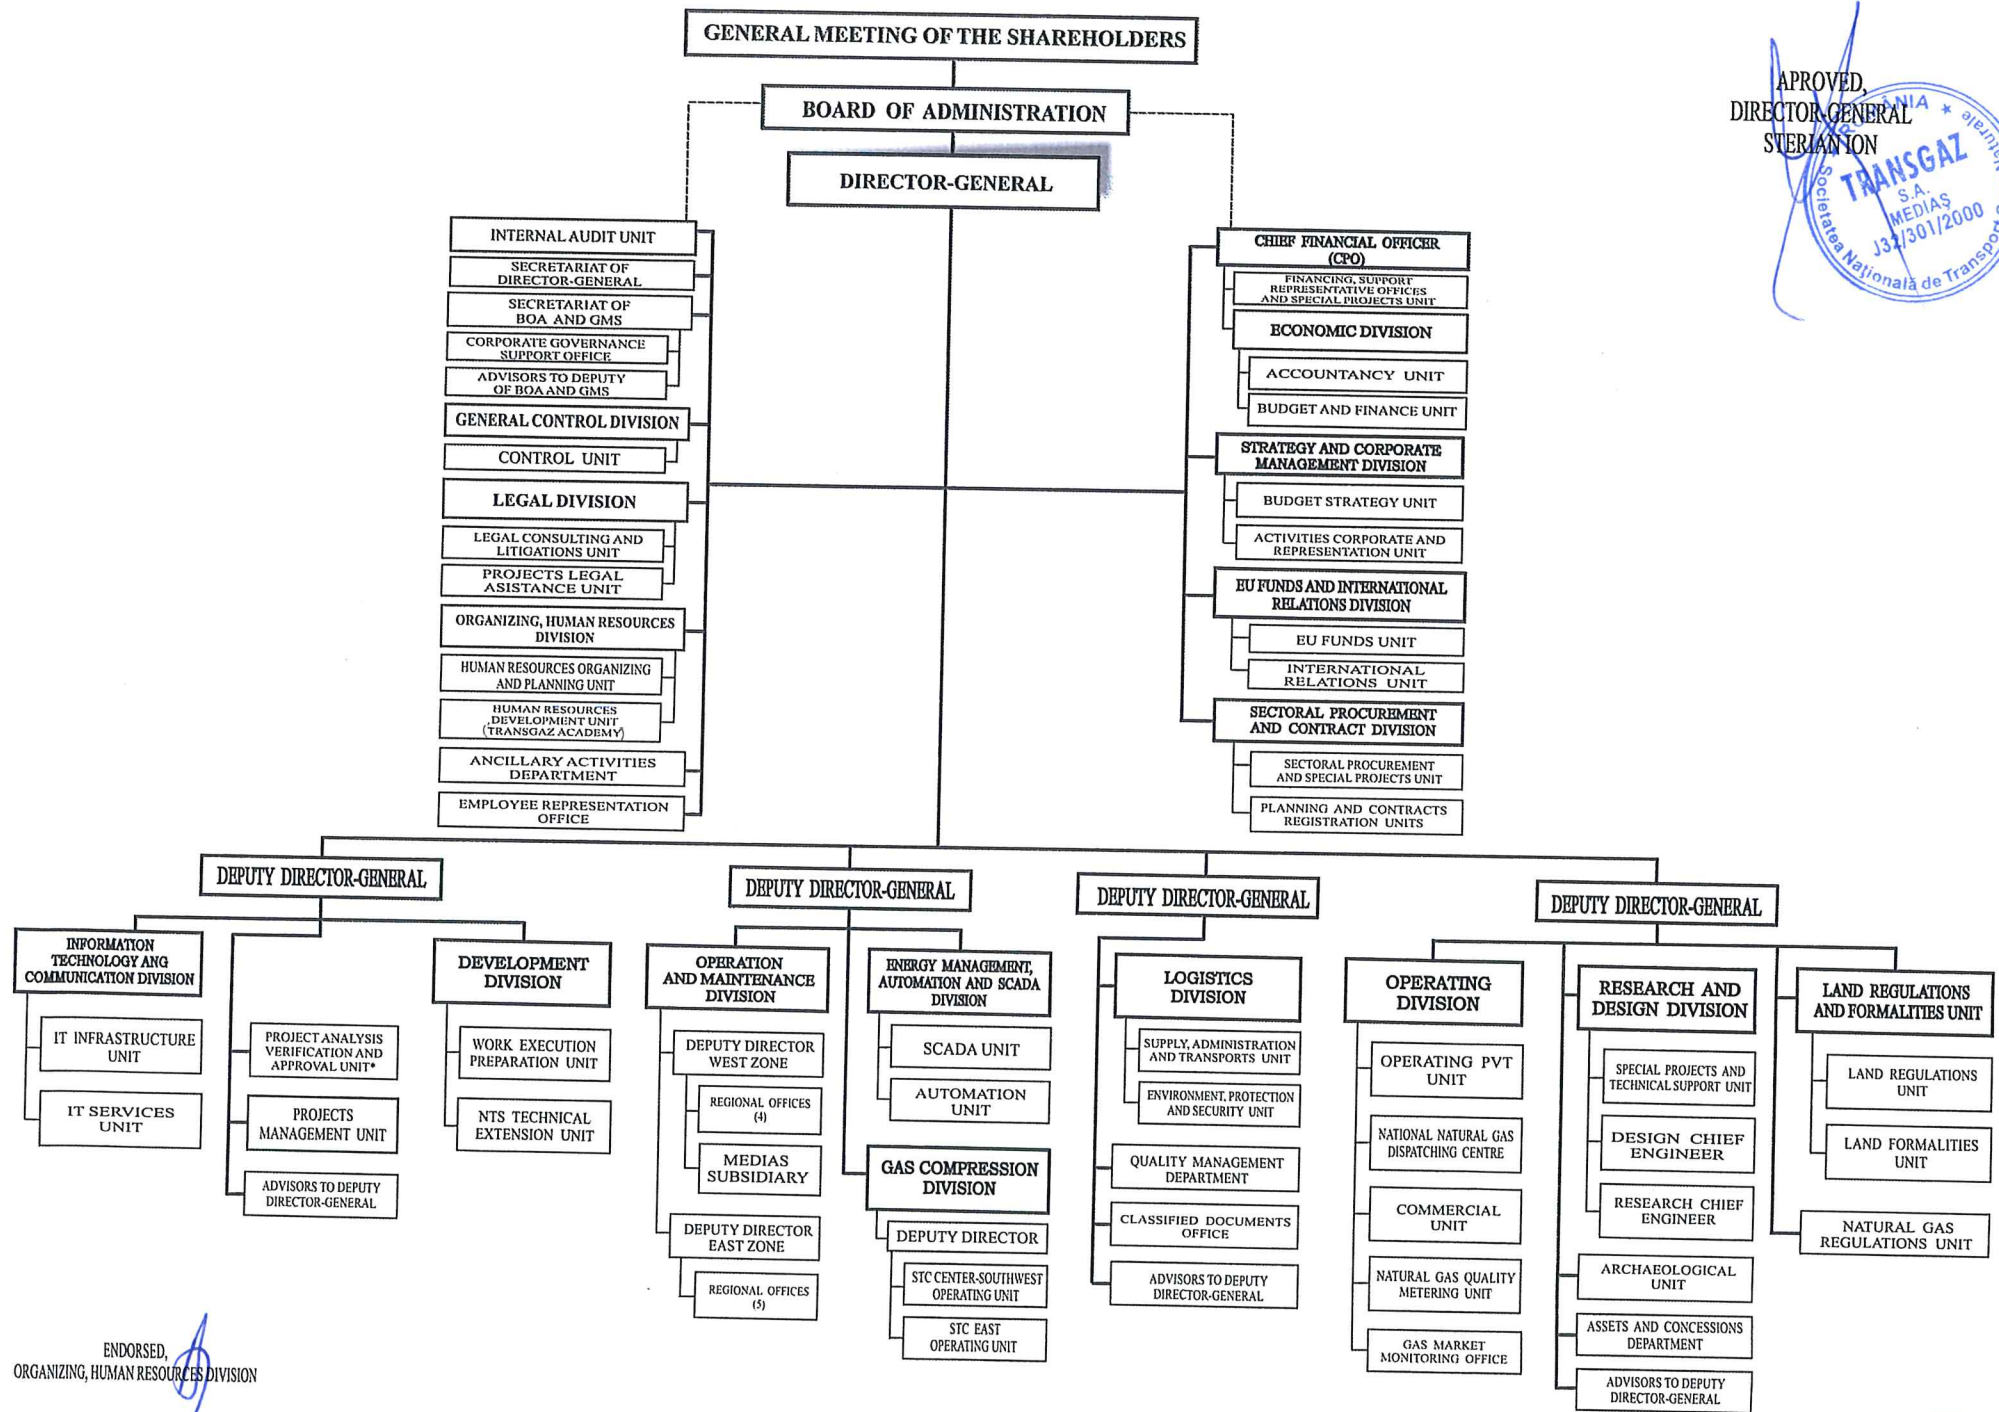 GENERAL MEETING OF THE SHAREHOLDERS
BOARD OF ADMINISTRATION
DIRECTOR-GENERAL
APROVED,
DIRECTOR-GENERAL
STERIAN ION
ROMÂNIA
Societatea Națională de Transport
TRANSGAZ
S.A.
MEDIAȘ
J32/301/2000
INTERNAL AUDIT UNIT
SECRETARIAT OF
DIRECTOR-GENERAL
SECRETARIAT OF
BOA AND GMS
CORPORATE GOVERNANCE
SUPPORT OFFICE
ADVISORS TO DEPUTY
OF BOA AND GMS
GENERAL CONTROL DIVISION
CONTROL UNIT
LEGAL DIVISION
LEGAL CONSULTING AND
LITIGATIONS UNIT
PROJECTS LEGAL
ASISTANCE UNIT
ORGANIZING, HUMAN RESOURCES
DIVISION
HUMAN RESOURCES ORGANIZING
AND PLANNING UNIT
HUMAN RESOURCES
DEVELOPMENT UNIT
(TRANSGAZ ACADEMY)
ANCILLARY ACTIVITIES
DEPARTMENT
EMPLOYEE REPRESENTATION
OFFICE
CHIEF FINANCIAL OFFICER
(CPO)
FINANCING, SUPPORT
REPRESENTATIVE OFFICES
AND SPECIAL PROJECTS UNIT
ECONOMIC DIVISION
ACCOUNTANCY UNIT
BUDGET AND FINANCE UNIT
STRATEGY AND CORPORATE
MANAGEMENT DIVISION
BUDGET STRATEGY UNIT
ACTIVITIES CORPORATE AND
REPRESENTATION UNIT
EU FUNDS AND INTERNATIONAL
RELATIONS DIVISION
EU FUNDS UNIT
INTERNATIONAL
RELATIONS UNIT
SECTORAL PROCUREMENT
AND CONTRACT DIVISION
SECTORAL PROCUREMENT
AND SPECIAL PROJECTS UNIT
PLANNING AND CONTRACTS
REGISTRATION UNITS
DEPUTY DIRECTOR-GENERAL
INFORMATION
TECHNOLOGY ANG
COMMUNICATION DIVISION
IT INFRASTRUCTURE
UNIT
IT SERVICES
UNIT
PROJECT ANALYSIS
VERIFICATION AND
APPROVAL UNIT*
PROJECTS
MANAGEMENT UNIT
ADVISORS TO DEPUTY
DIRECTOR-GENERAL
DEVELOPMENT
DIVISION
WORK EXECUTION
PREPARATION UNIT
NTS TECHNICAL
EXTENSION UNIT
DEPUTY DIRECTOR-GENERAL
OPERATION
AND MAINTENANCE
DIVISION
DEPUTY DIRECTOR
WEST ZONE
REGIONAL OFFICES
(4)
MEDIAS
SUBSIDIARY
DEPUTY DIRECTOR
EAST ZONE
REGIONAL OFFICES
(5)
ENERGY MANAGEMENT,
AUTOMATION AND SCADA
DIVISION
SCADA UNIT
AUTOMATION
UNIT
GAS COMPRESSION
DIVISION
DEPUTY DIRECTOR
STC CENTER-SOUTHWEST
OPERATING UNIT
STC EAST
OPERATING UNIT
DEPUTY DIRECTOR-GENERAL
LOGISTICS
DIVISION
SUPPLY, ADMINISTRATION
AND TRANSPORTS UNIT
ENVIRONMENT, PROTECTION
AND SECURITY UNIT
QUALITY MANAGEMENT
DEPARTMENT
CLASSIFIED DOCUMENTS
OFFICE
ADVISORS TO DEPUTY
DIRECTOR-GENERAL
DEPUTY DIRECTOR-GENERAL
OPERATING
DIVISION
OPERATING PVT
UNIT
NATIONAL NATURAL GAS
DISPATCHING CENTRE
COMMERCIAL
UNIT
NATURAL GAS QUALITY
METERING UNIT
GAS MARKET
MONITORING OFFICE
RESEARCH AND
DESIGN DIVISION
SPECIAL PROJECTS AND
TECHNICAL SUPPORT UNIT
DESIGN CHIEF
ENGINEER
RESEARCH CHIEF
ENGINEER
ARCHAEOLOGICAL
UNIT
ASSETS AND CONCESSIONS
DEPARTMENT
ADVISORS TO DEPUTY
DIRECTOR-GENERAL
LAND REGULATIONS
AND FORMALITIES UNIT
LAND REGULATIONS
UNIT
LAND FORMALITIES
UNIT
NATURAL GAS
REGULATIONS UNIT
ENDORSED,
ORGANIZING, HUMAN RESOURCES DIVISION